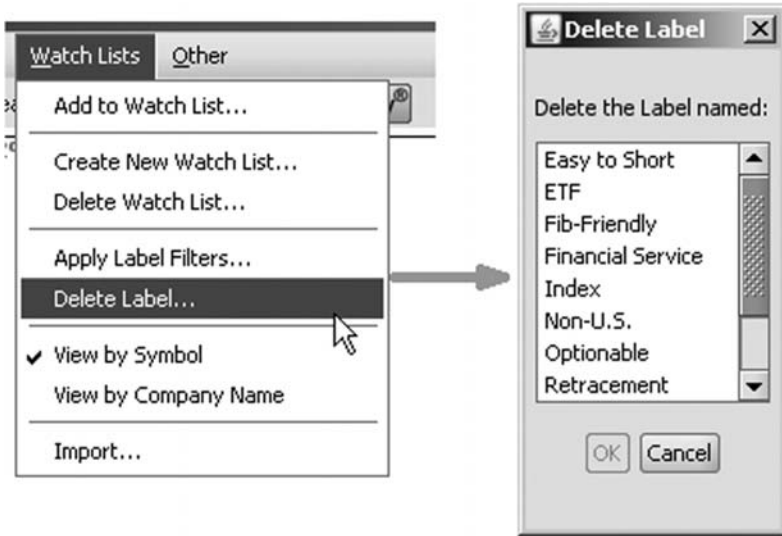 Watch Lists Other
Add to Watch List...
Create New Watch List...
Delete Watch List...
Apply Label Filters...
Delete Label...
View by Symbol
View by Company Name
Import...
Delete Label
Delete the Label named:
Easy to Short
ETF
Fib-Friendly
Financial Service
Index
Non-U.S.
Optionable
Retracement
OK Cancel